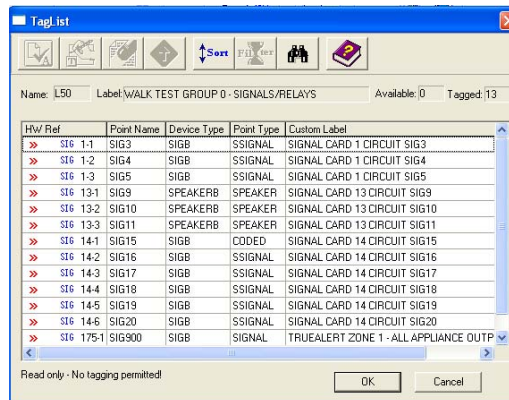 TagList
Sort Filter
Name: L50 Label: WALK TEST GROUP 0 - SIGNALS/RELAYS Available: 0 Tagged: 13
HW Ref Point Name Device Type Point Type Custom Label
» SIG 1-1 SIG3 SIGB SSIGNAL SIGNAL CARD 1 CIRCUIT SIG3
» SIG 1-2 SIG4 SIGB SSIGNAL SIGNAL CARD 1 CIRCUIT SIG4
» SIG 1-3 SIG5 SIGB SSIGNAL SIGNAL CARD 1 CIRCUIT SIG5
» SIG 13-1 SIG9 SPEAKERB SPEAKER SIGNAL CARD 13 CIRCUIT SIG9
» SIG 13-2 SIG10 SPEAKERB SPEAKER SIGNAL CARD 13 CIRCUIT SIG10
» SIG 13-3 SIG11 SPEAKERB SPEAKER SIGNAL CARD 13 CIRCUIT SIG11
» SIG 14-1 SIG15 SIGB CODED SIGNAL CARD 14 CIRCUIT SIG15
» SIG 14-2 SIG16 SIGB SSIGNAL SIGNAL CARD 14 CIRCUIT SIG16
» SIG 14-3 SIG17 SIGB SSIGNAL SIGNAL CARD 14 CIRCUIT SIG17
» SIG 14-4 SIG18 SIGB SSIGNAL SIGNAL CARD 14 CIRCUIT SIG18
» SIG 14-5 SIG19 SIGB SSIGNAL SIGNAL CARD 14 CIRCUIT SIG19
» SIG 14-6 SIG20 SIGB SSIGNAL SIGNAL CARD 14 CIRCUIT SIG20
» SIG 175-1 SIG900 SIGB SIGNAL TRUEALERT ZONE 1 - ALL APPLIANCE OUTP
Read only - No tagging permitted!
OK Cancel